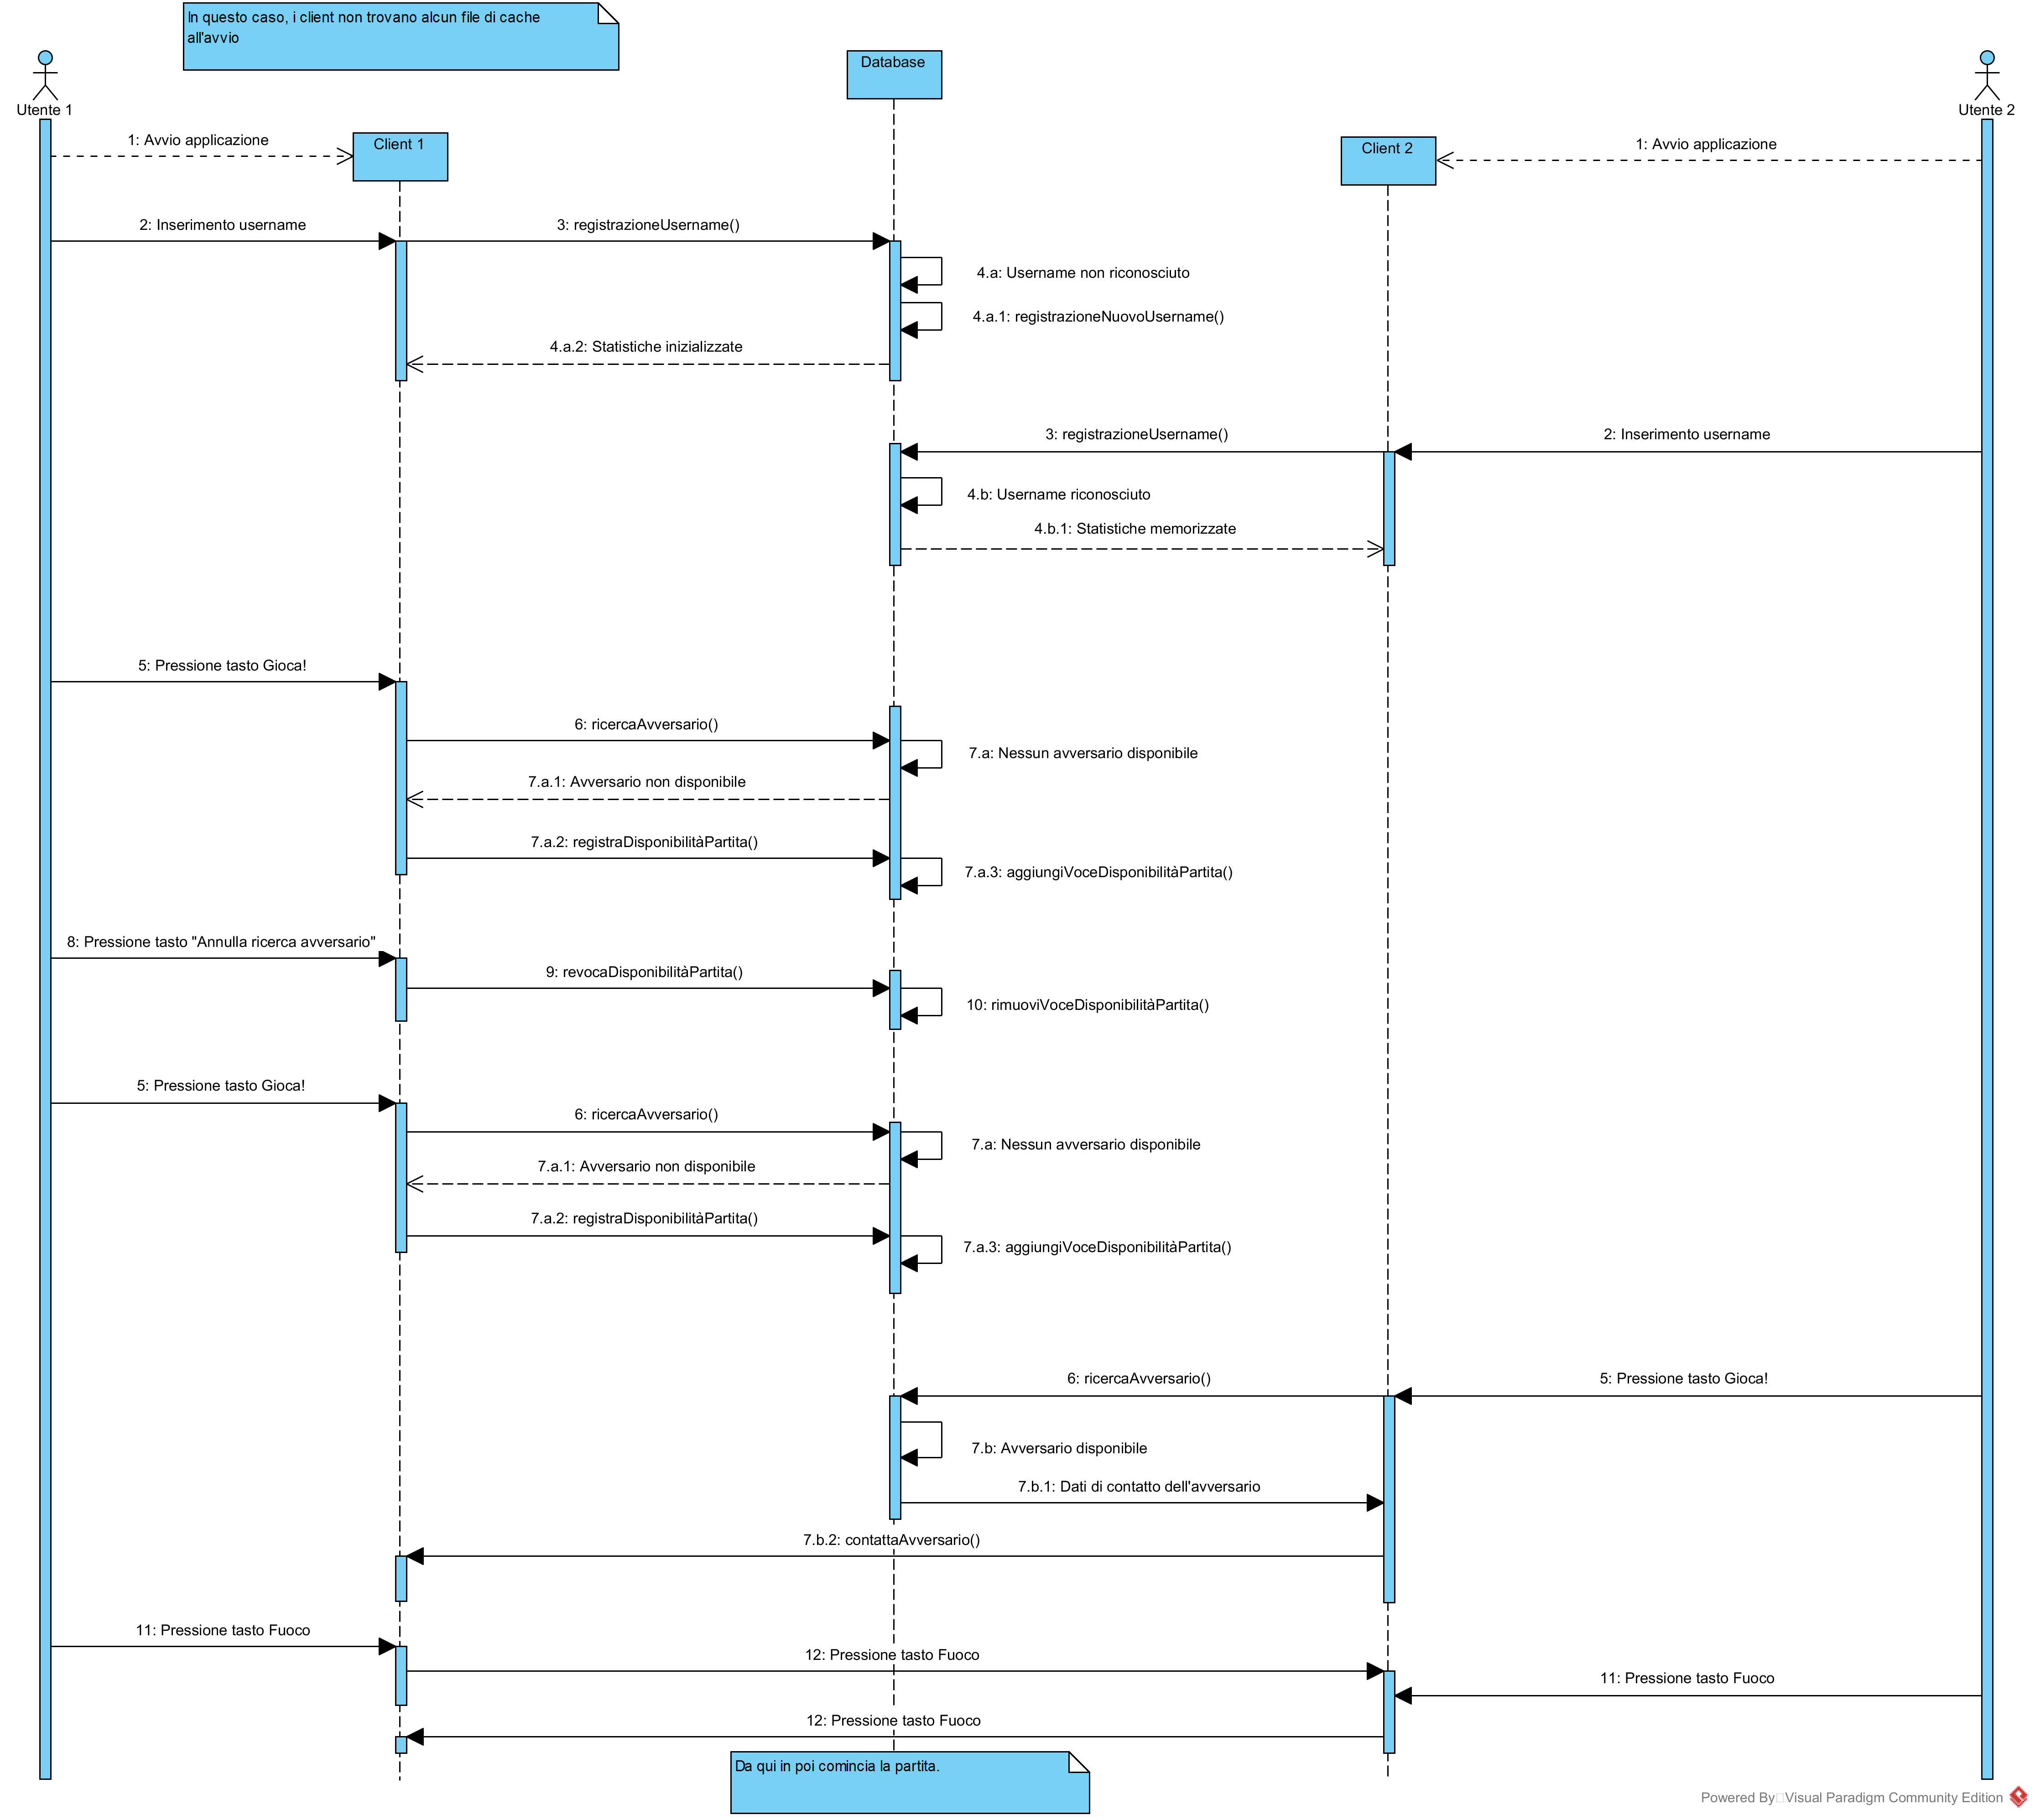 In questo caso, i client non trovano alcun file di cache
all'avvio
Utente 1
Database
Utente 2
Client 1
Client 2
1: Avvio applicazione
1: Avvio applicazione
2: Inserimento username
3: registrazioneUsername()
4.a: Username non riconosciuto
4.a.1: registrazioneNuovoUsername()
4.a.2: Statistiche inizializzate
3: registrazioneUsername()
2: Inserimento username
4.b: Username riconosciuto
4.b.1: Statistiche memorizzate
5: Pressione tasto Gioca!
6: ricercaAvversario()
7.a: Nessun avversario disponibile
7.a.1: Avversario non disponibile
7.a.2: registraDisponibilitàPartita()
7.a.3: aggiungiVoceDisponibilitàPartita()
8: Pressione tasto "Annulla ricerca avversario"
9: revocaDisponibilitàPartita()
10: rimuoviVoceDisponibilitàPartita()
5: Pressione tasto Gioca!
6: ricercaAvversario()
7.a: Nessun avversario disponibile
7.a.1: Avversario non disponibile
7.a.2: registraDisponibilitàPartita()
7.a.3: aggiungiVoceDisponibilitàPartita()
6: ricercaAvversario()
5: Pressione tasto Gioca!
7.b: Avversario disponibile
7.b.1: Dati di contatto dell'avversario
7.b.2: contattaAvversario()
11: Pressione tasto Fuoco
12: Pressione tasto Fuoco
11: Pressione tasto Fuoco
12: Pressione tasto Fuoco
Da qui in poi comincia la partita.
Powered By Visual Paradigm Community Edition